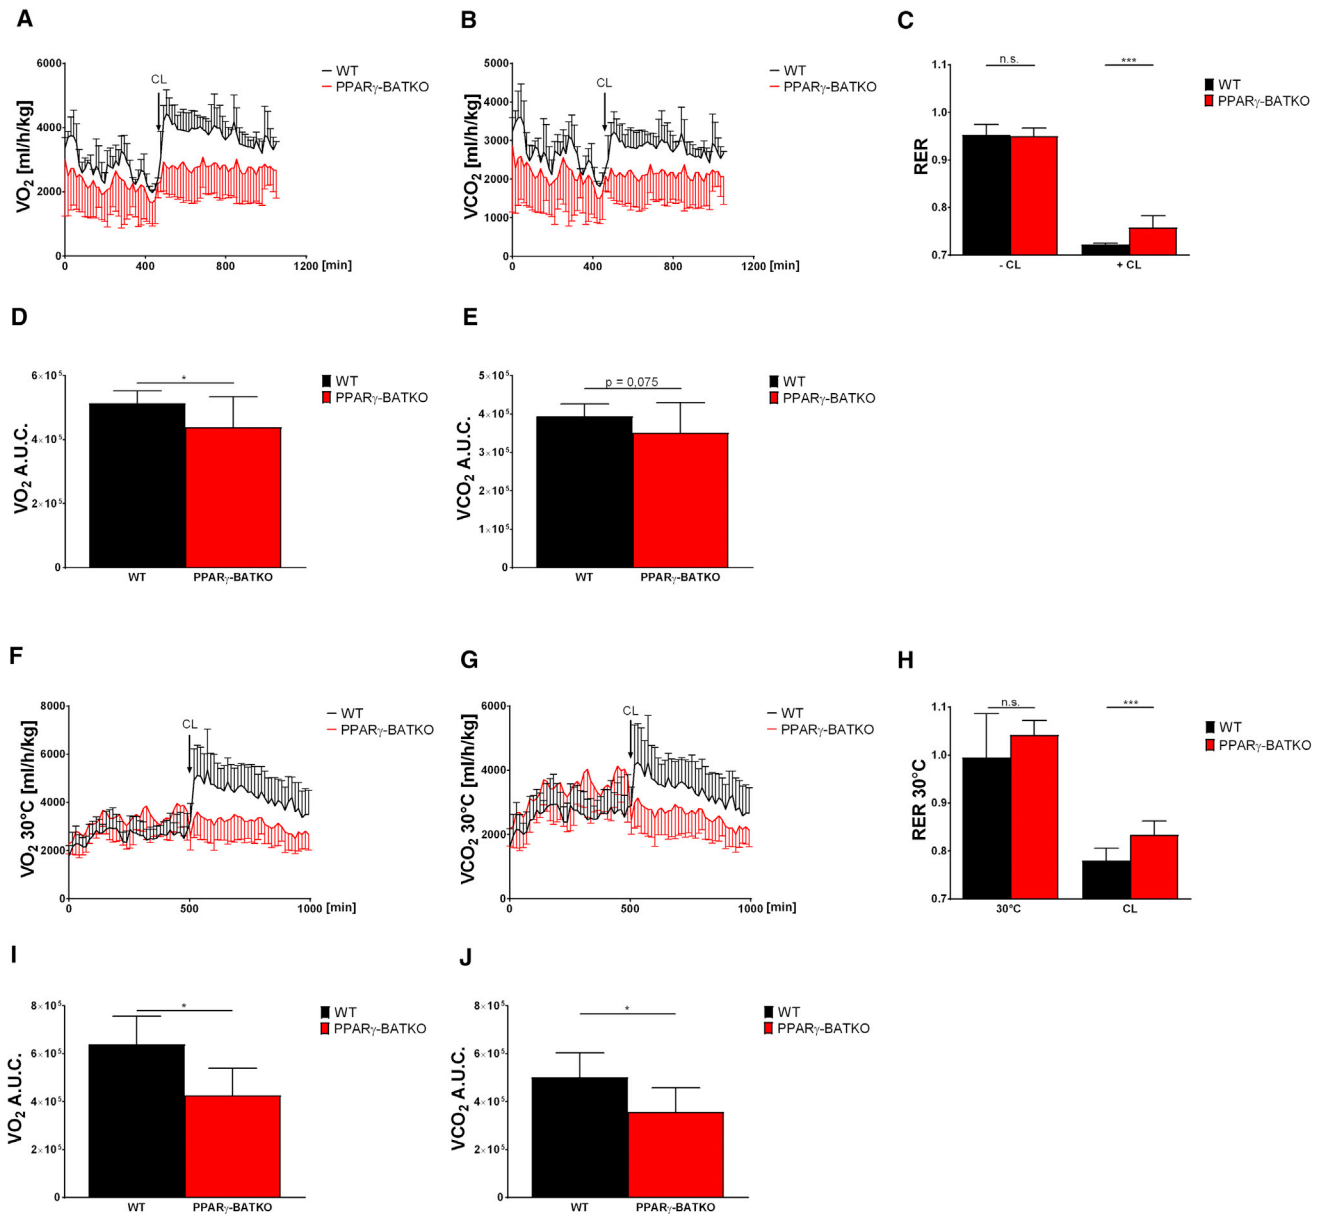 A
VO2 [ml/h/kg]
6000
4000
2000
0
0 400 800 1200 [min]
CL
WT
PPARγ-BATKO
B
VCO2 [ml/h/kg]
5000
4000
3000
2000
1000
0
0 400 800 1200 [min]
CL
WT
PPARγ-BATKO
C
RER
1.1
1.0
0.9
0.8
0.7
n.s.
***
- CL + CL
WT
PPARγ-BATKO
D
VO2 A.U.C.
6×10^5
4×10^5
2×10^5
0
*
WT PPARγ-BATKO
WT
PPARγ-BATKO
E
VCO2 A.U.C.
5×10^5
4×10^5
3×10^5
2×10^5
1×10^5
0
p = 0,075
WT PPARγ-BATKO
WT
PPARγ-BATKO
F
VO2 30°C [ml/h/kg]
8000
6000
4000
2000
0
0 500 1000 [min]
CL
WT
PPARγ-BATKO
G
VCO2 30°C [ml/h/kg]
6000
4000
2000
0
0 500 1000 [min]
CL
WT
PPARγ-BATKO
H
RER 30°C
1.1
1.0
0.9
0.8
0.7
n.s.
***
30°C CL
WT
PPARγ-BATKO
I
VO2 A.U.C.
8×10^5
6×10^5
4×10^5
2×10^5
0
*
WT PPARγ-BATKO
WT
PPARγ-BATKO
J
VCO2 A.U.C.
8×10^5
6×10^5
4×10^5
2×10^5
0
*
WT PPARγ-BATKO
WT
PPARγ-BATKO